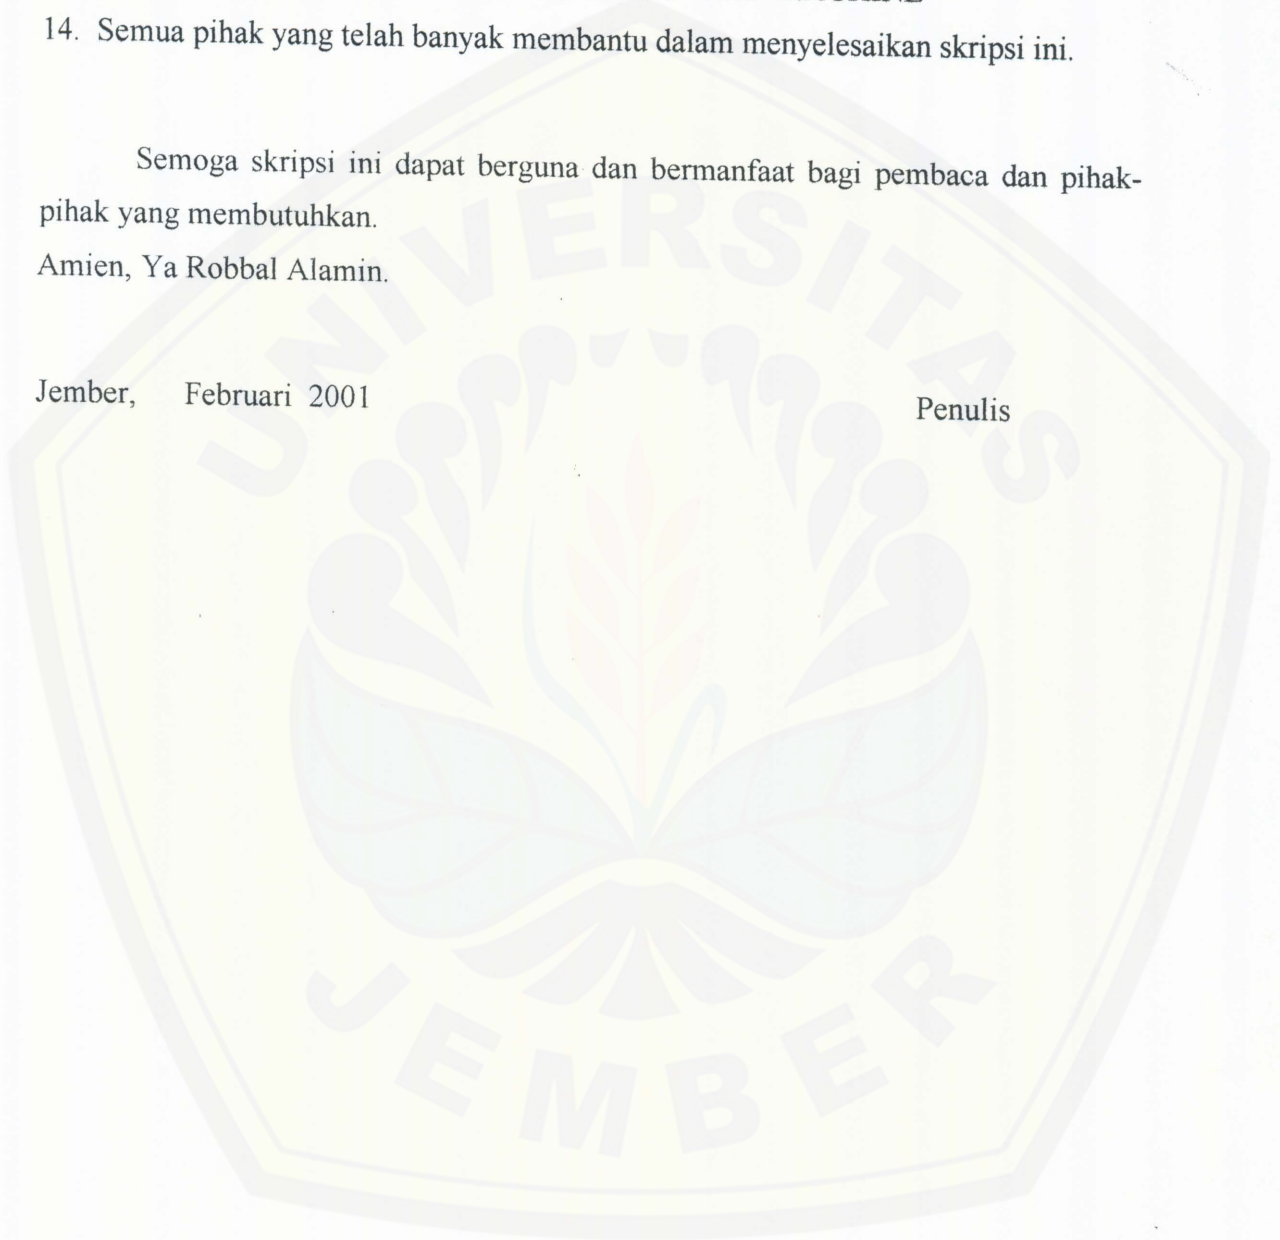 14. Semua pihak yang telah banyak membantu dalam menyelesaikan skripsi ini.
Semoga skripsi ini dapat berguna dan bermanfaat bagi pembaca dan pihak-
pihak yang membutuhkan.
Amien, Ya Robbal Alamin.
Jember, Februari 2001
Penulis
UNIVERSITAS
JEMBER